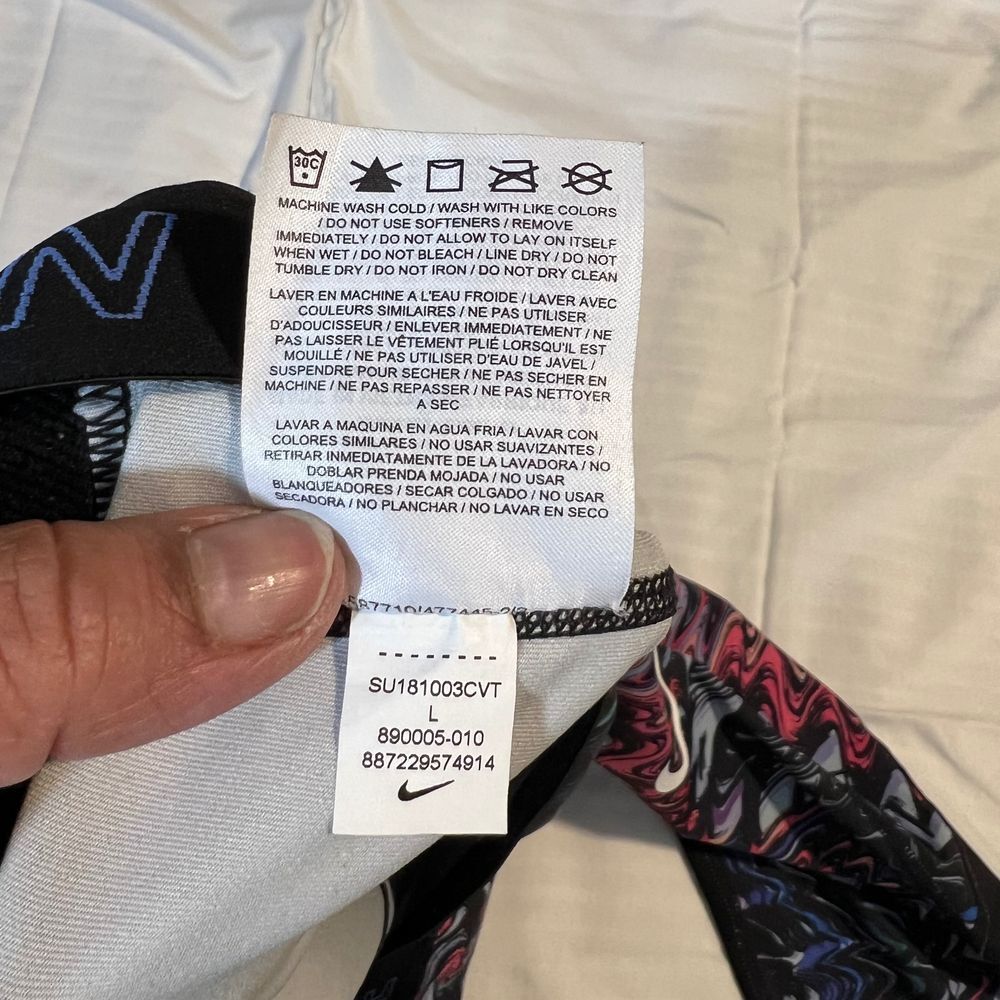 30C
MACHINE WASH COLD / WASH WITH LIKE COLORS
/ DO NOT USE SOFTENERS / REMOVE
IMMEDIATELY / DO NOT ALLOW TO LAY ON ITSELF
WHEN WET / DO NOT BLEACH / LINE DRY / DO NOT
TUMBLE DRY / DO NOT IRON / DO NOT DRY CLEAN
LAVER EN MACHINE A L'EAU FROIDE / LAVER AVEC
COULEURS SIMILAIRES / NE PAS UTILISER
D'ADOUCISSEUR / ENLEVER IMMEDIATEMENT / NE
PAS LAISSER LE VÊTEMENT PLIÉ LORSQU'IL EST
MOUILLÉ / NE PAS UTILISER D'EAU DE JAVEL /
SUSPENDRE POUR SECHER / NE PAS SECHER EN
MACHINE / NE PAS REPASSER / NE PAS NETTOYER
A SEC
LAVAR A MAQUINA EN AGUA FRIA / LAVAR CON
COLORES SIMILARES / NO USAR SUAVIZANTES /
RETIRAR INMEDIATAMENTE DE LA LAVADORA / NO
DOBLAR PRENDA MOJADA / NO USAR
BLANQUEADORES / SECAR COLGADO / NO USAR
SECADORA / NO PLANCHAR / NO LAVAR EN SECO
SU181003CVT
L
890005-010
887229574914
N